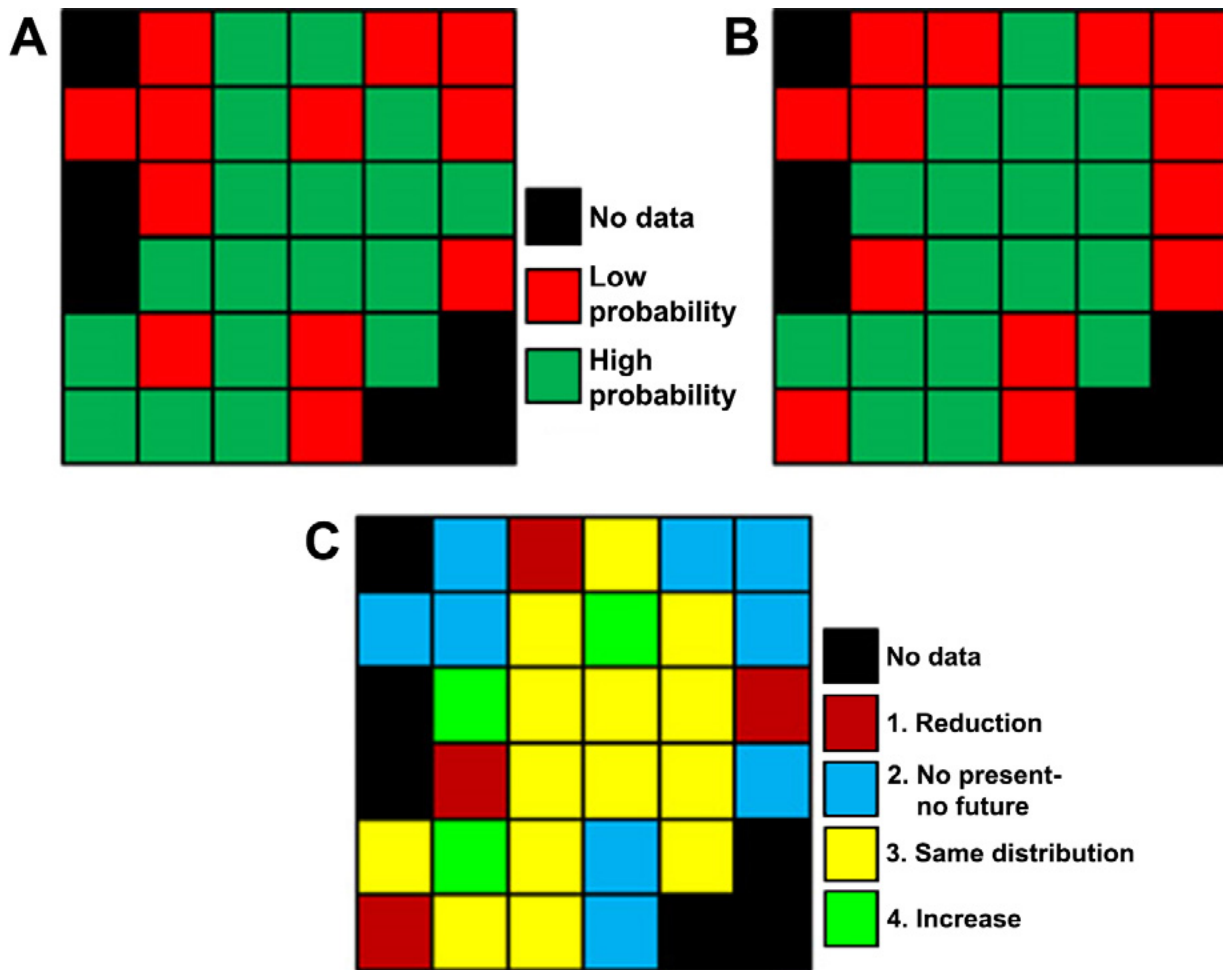 A
B
No data
Low
probability
High
probability
C
No data
1. Reduction
2. No present-
no future
3. Same distribution
4. Increase